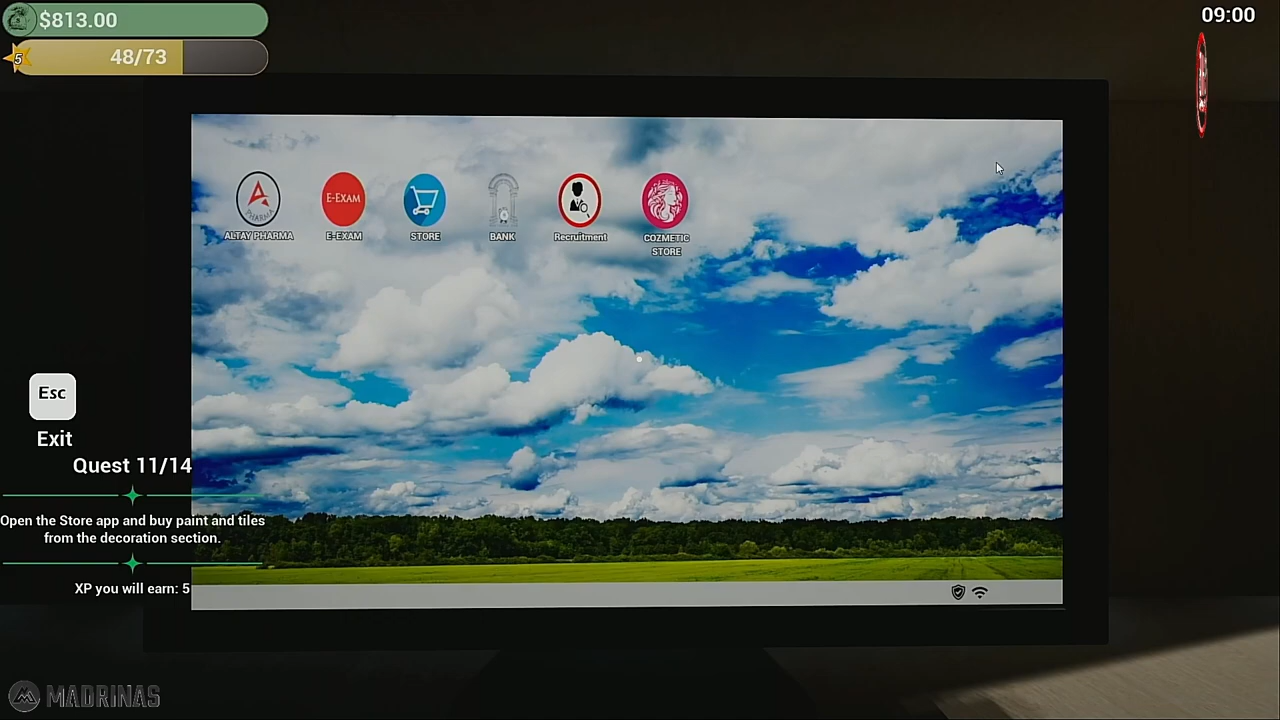 $813.00
5
48/73
09:00
PHARMA
E-EXAM
ALTAY PHARMA
E-EXAM
STORE
BANK
Recruitment
COZMETIC
STORE
Esc
Exit
Quest 11/14
Open the Store app and buy paint and tiles
from the decoration section.
XP you will earn: 5
MADRINAS